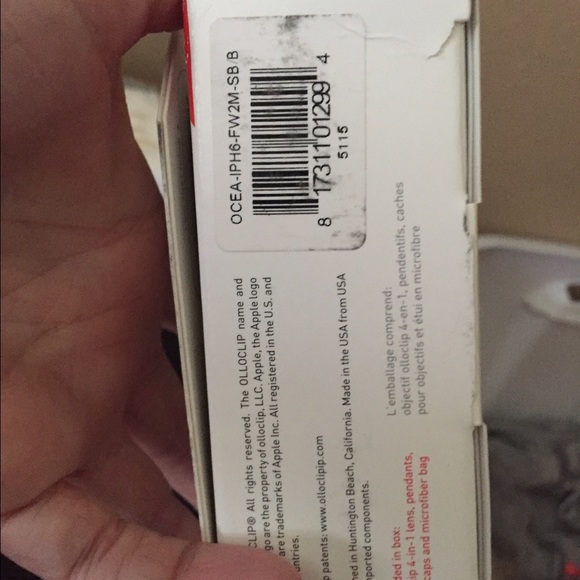 OCEA-IPH6-FW2M-SB/B
8 17311 01299 4
5115
CLIP® All rights reserved. The OLLOCLIP name and
go are the property of olloclip, LLC. Apple, the Apple logo
are trademarks of Apple Inc. All registered in the U.S. and
untries.
p patents: www.olloclipip.com
ned in Huntington Beach, California. Made in the USA from USA
ported components.
L'emballage comprend:
objectif olloclip 4-en-1, pendentifs, caches
pour objectifs et étui en microfibre
ded in box:
ip 4-in-1 lens, pendants,
caps and microfiber bag